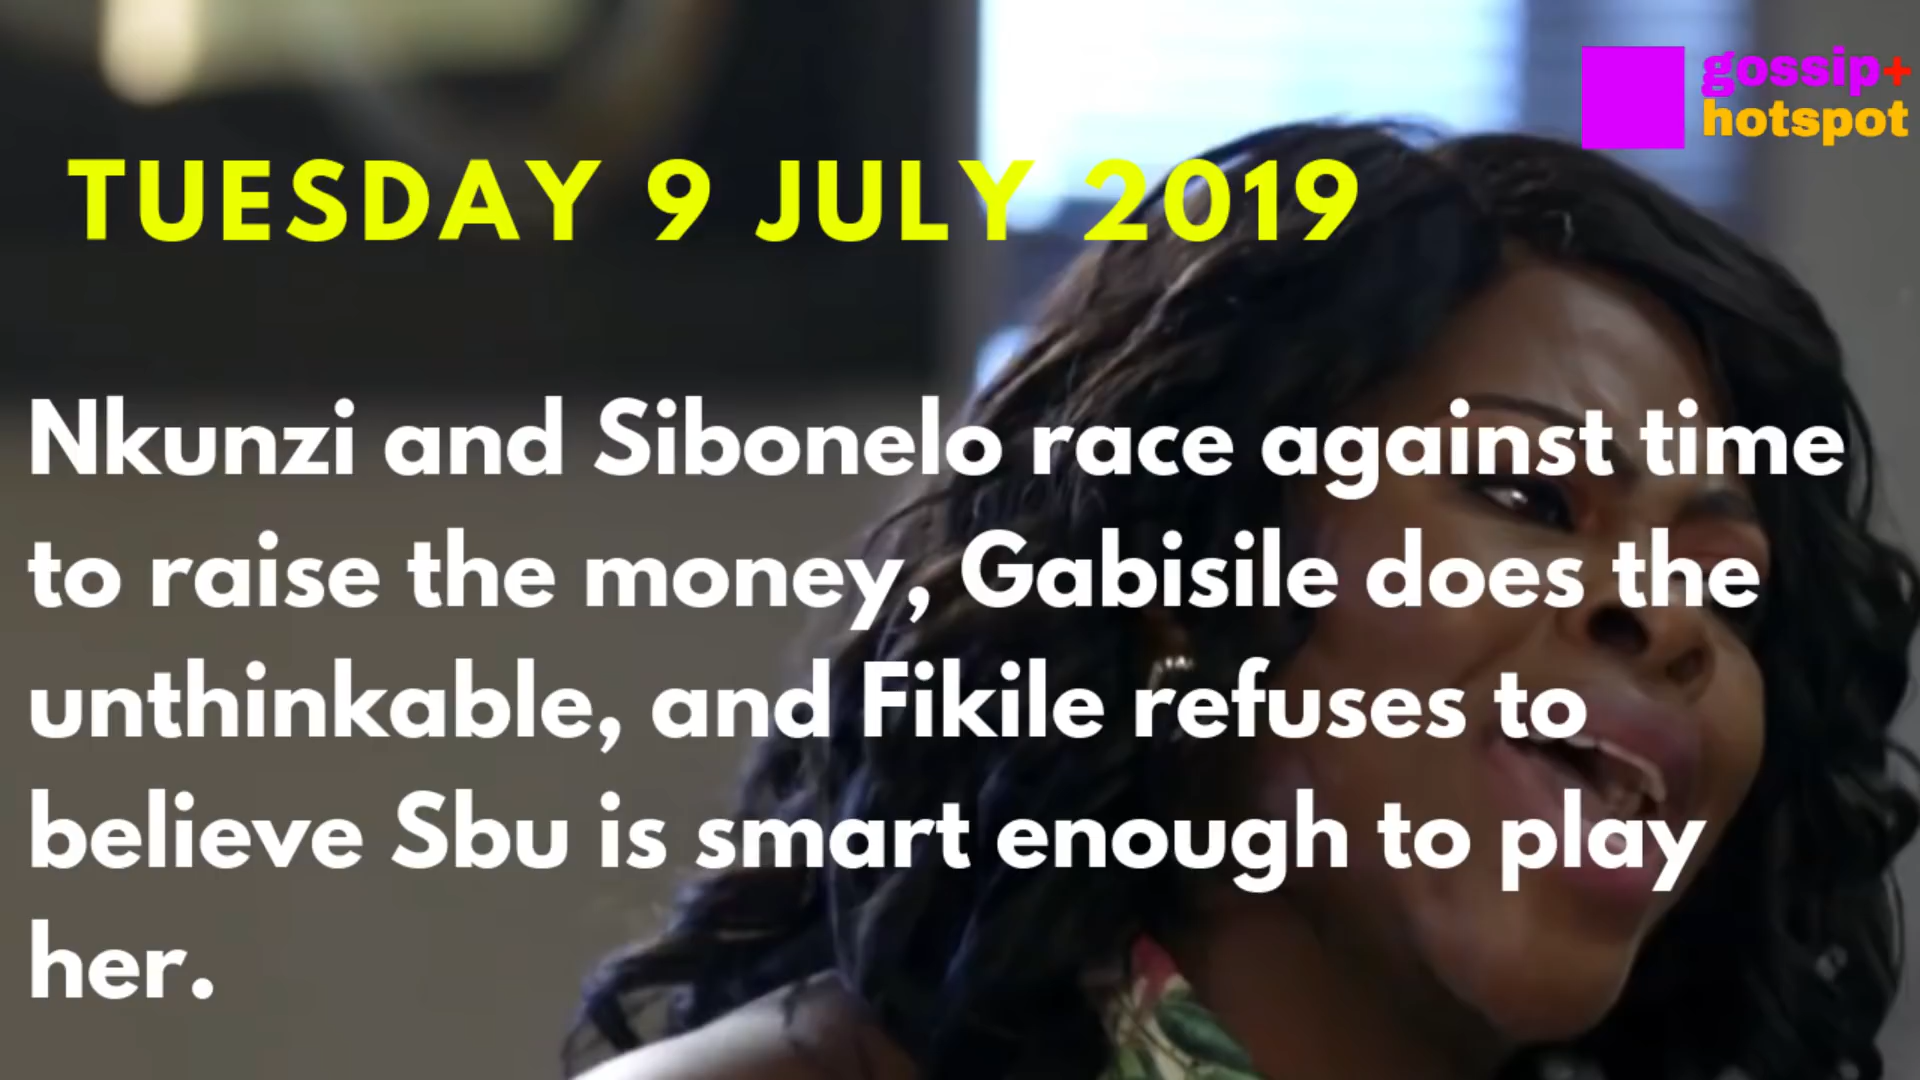 gossip+
hotspot
TUESDAY 9 JULY 2019
Nkunzi and Sibonelo race against time
to raise the money, Gabisile does the
unthinkable, and Fikile refuses to
believe Sbu is smart enough to play
her.